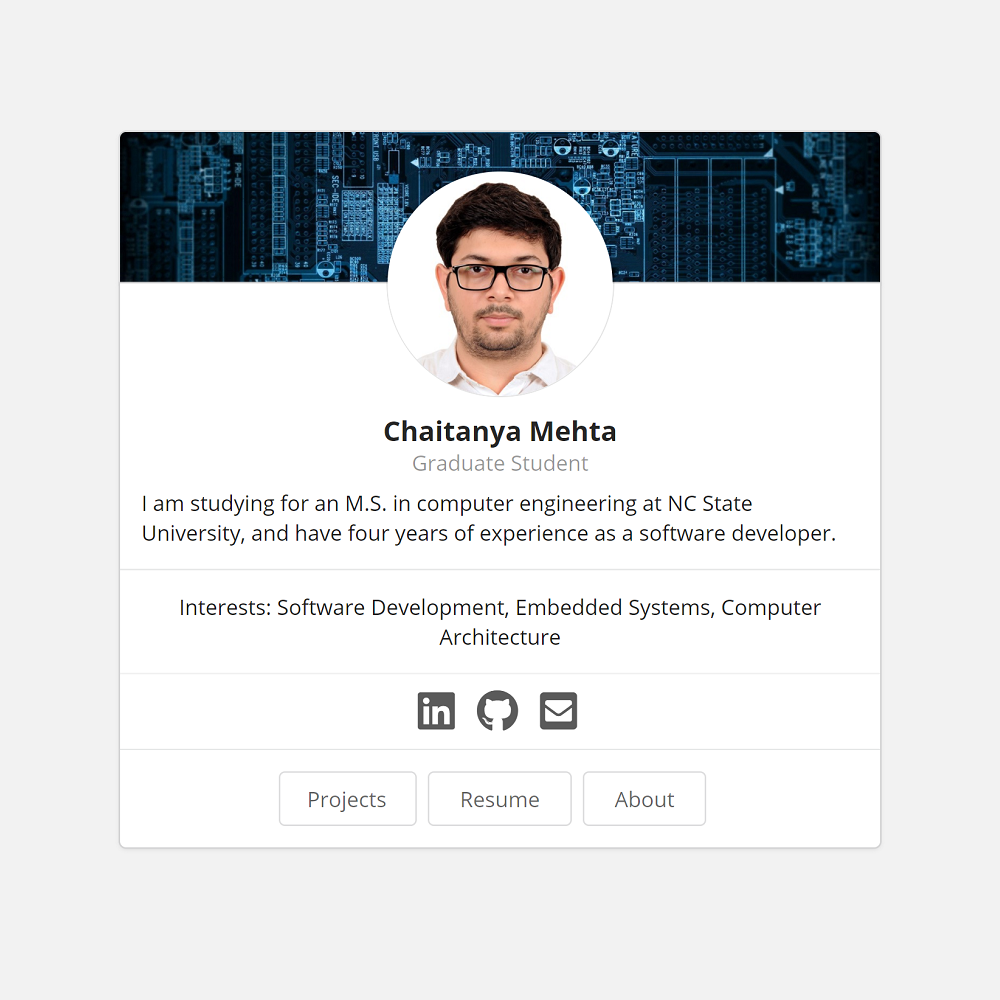 Chaitanya Mehta
Graduate Student
I am studying for an M.S. in computer engineering at NC State
University, and have four years of experience as a software developer.
Interests: Software Development, Embedded Systems, Computer
Architecture
in
Projects
Resume
About